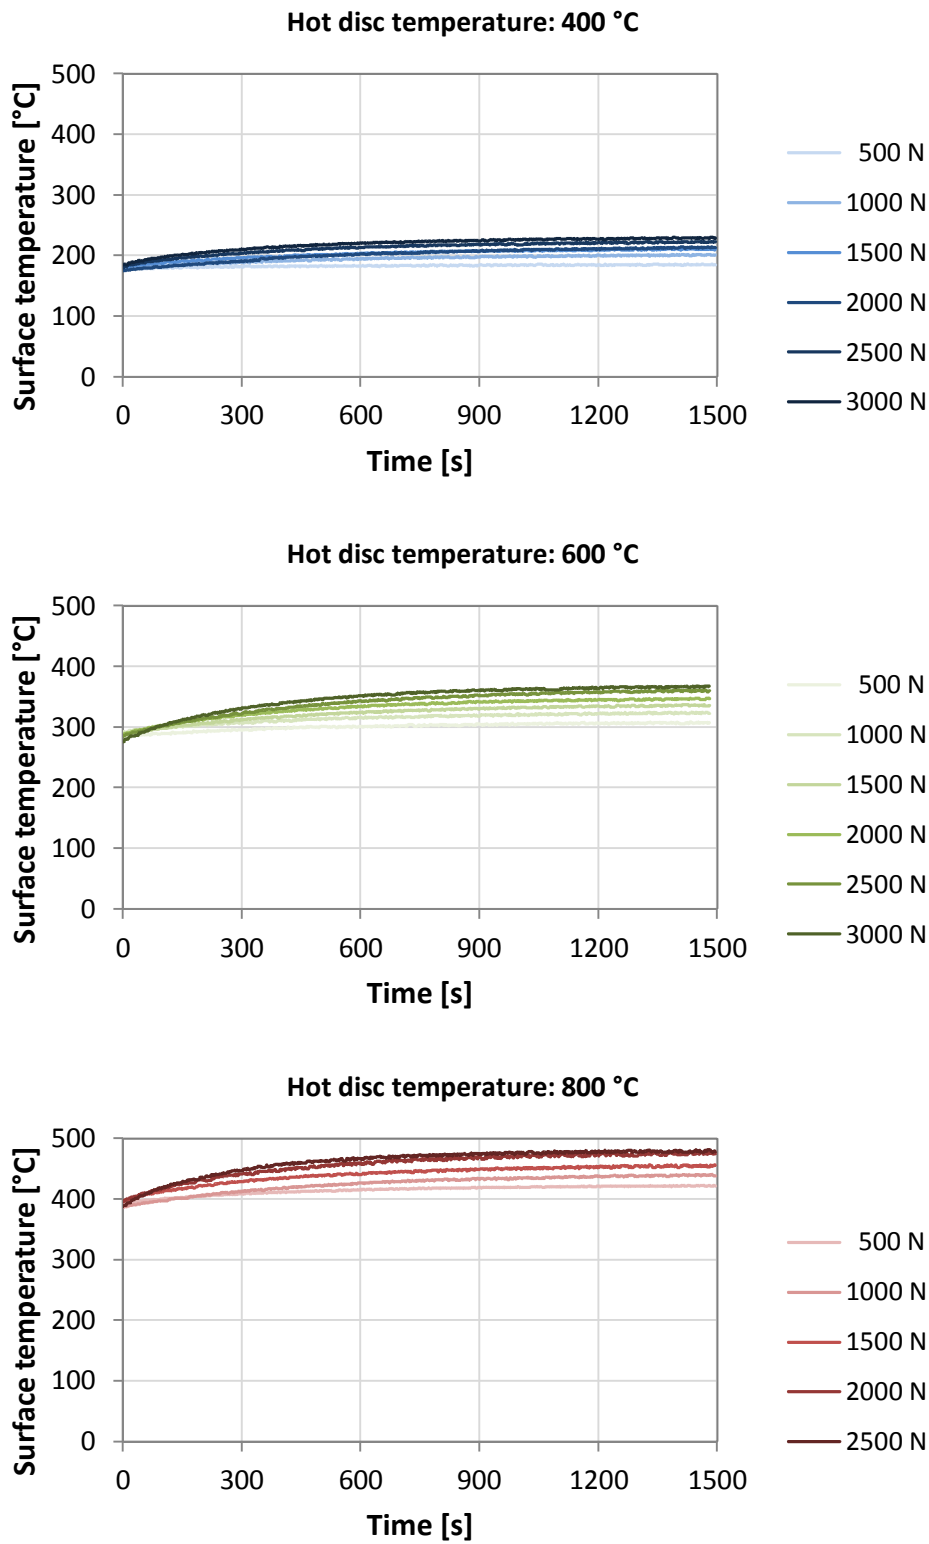 Hot disc temperature: 400 °C
Surface temperature [°C]
500
400
300
200
100
0
0 300 600 900 1200 1500
Time [s]
500 N
1000 N
1500 N
2000 N
2500 N
3000 N
Hot disc temperature: 600 °C
Surface temperature [°C]
500
400
300
200
100
0
0 300 600 900 1200 1500
Time [s]
500 N
1000 N
1500 N
2000 N
2500 N
3000 N
Hot disc temperature: 800 °C
Surface temperature [°C]
500
400
300
200
100
0
0 300 600 900 1200 1500
Time [s]
500 N
1000 N
1500 N
2000 N
2500 N